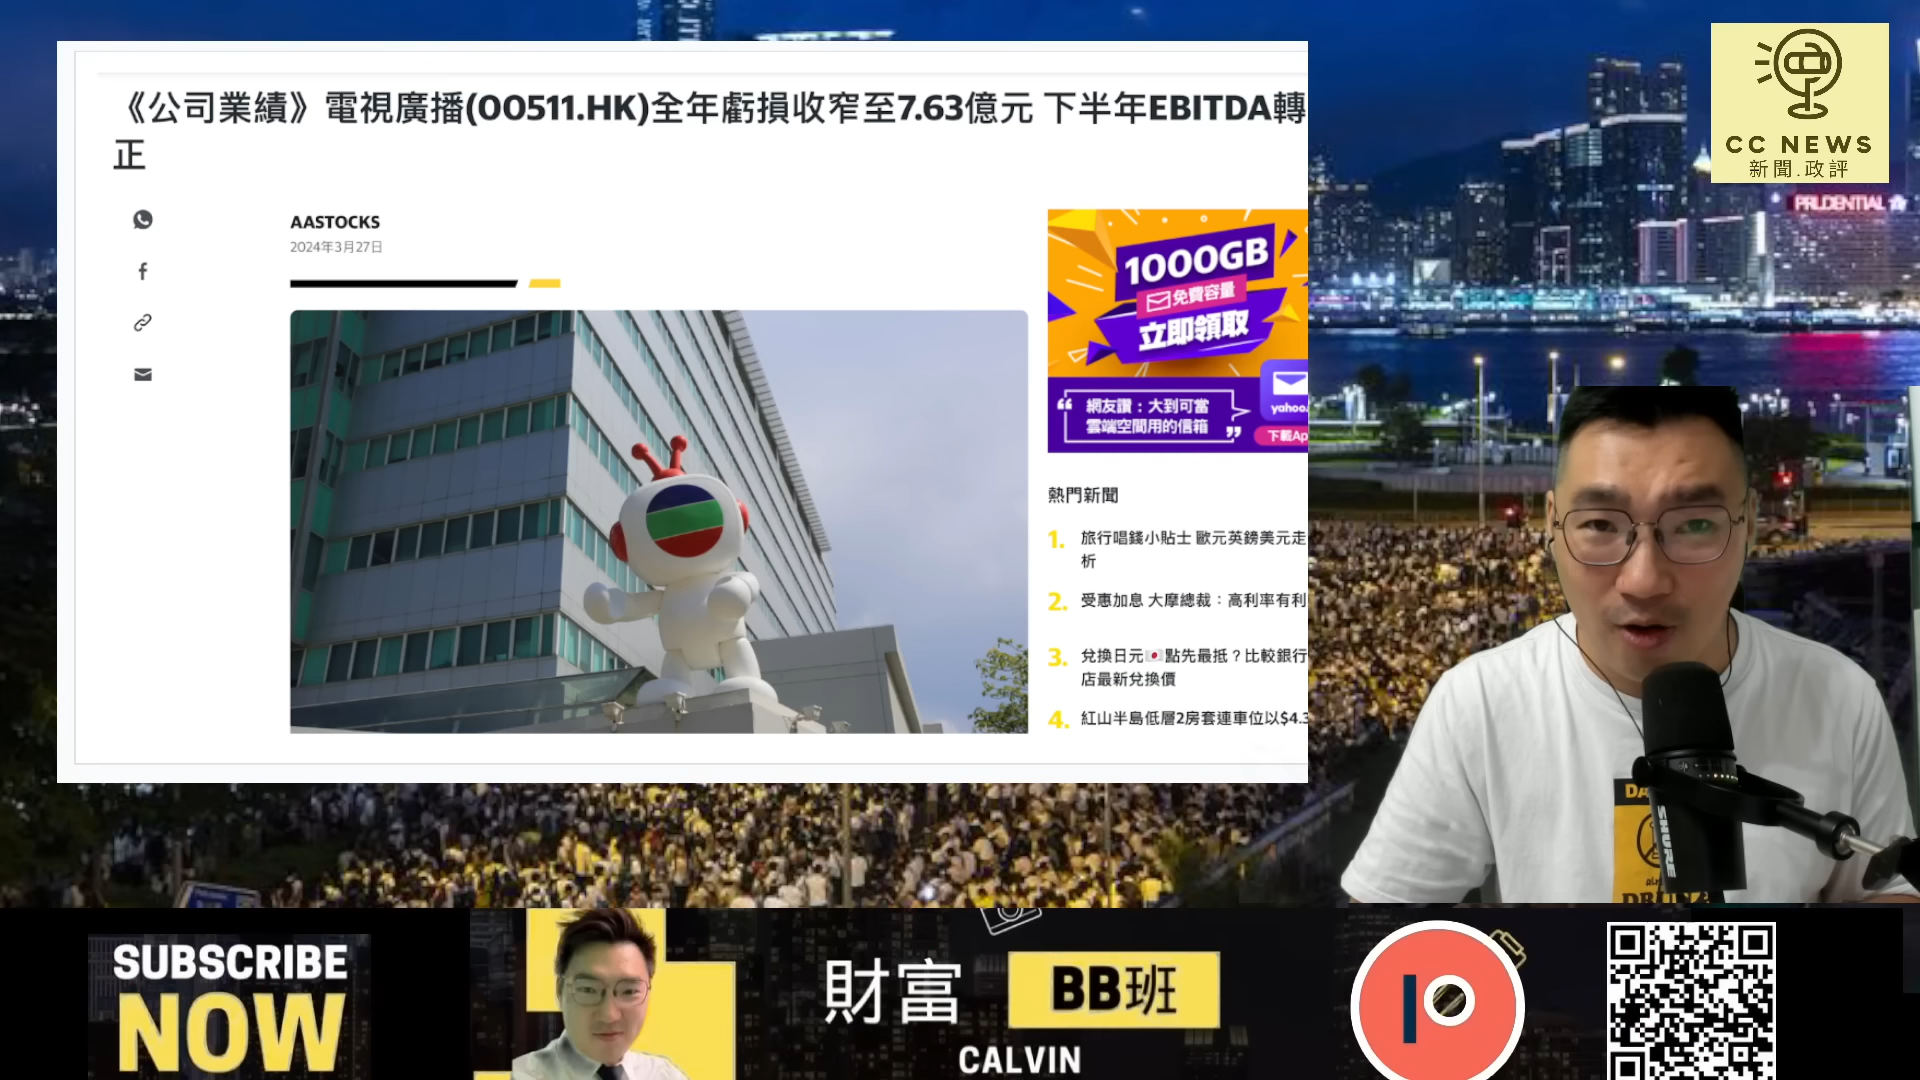 《公司業績》電視廣播(00511.HK)全年虧損收窄至7.63億元 下半年EBITDA轉
正
AASTOCKS
2024年3月27日
1000GB
免費容量
立即領取
網友讚：大到可當
雲端空間用的信箱
yahoo
下載Ap
熱門新聞
1. 旅行唱錢小貼士 歐元英鎊美元走
析
2. 受惠加息 大摩總裁：高利率有利
3. 兌換日元🇯🇵點先最抵？比較銀行
店最新兌換價
4. 紅山半島低層2房套連車位以$4.3
CC NEWS
新聞.政評
PRUDENTIAL
DA
SHURE
SUBSCRIBE
NOW
財富
BB班
CALVIN